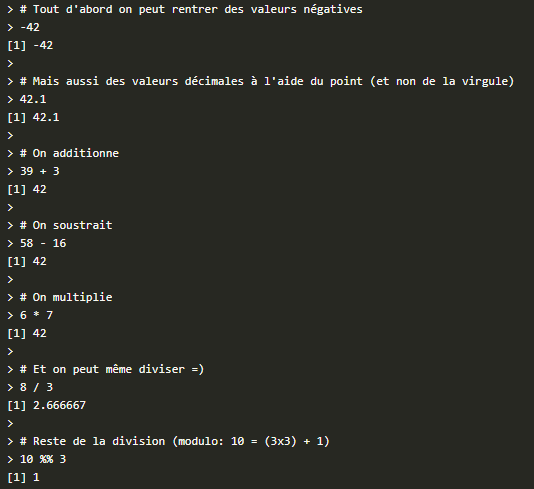 > # Tout d'abord on peut rentrer des valeurs négatives
> -42
[1] -42
>
> # Mais aussi des valeurs décimales à l'aide du point (et non de la virgule)
> 42.1
[1] 42.1
>
> # On additionne
> 39 + 3
[1] 42
>
> # On soustrait
> 58 - 16
[1] 42
>
> # On multiplie
> 6 * 7
[1] 42
>
> # Et on peut même diviser =)
> 8 / 3
[1] 2.666667
>
> # Reste de la division (modulo: 10 = (3x3) + 1)
> 10 %% 3
[1] 1